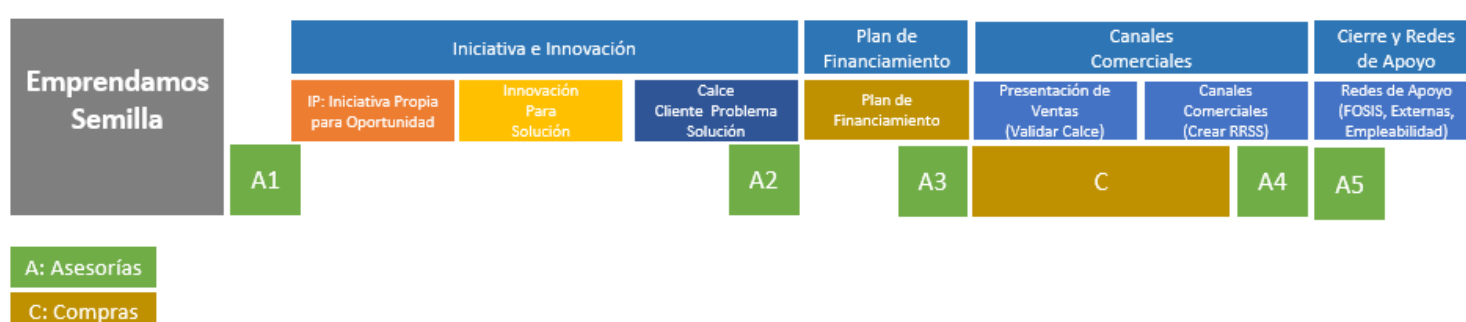 Emprendamos
Semilla
Iniciativa e Innovación
Plan de
Financiamiento
Canales
Comerciales
Cierre y Redes
de Apoyo
IP: Iniciativa Propia
para Oportunidad
Innovación
Para
Solución
Calce
Cliente Problema
Solución
Plan de
Financiamiento
Presentación de
Ventas
(Validar Calce)
Canales
Comerciales
(Crear RRSS)
Redes de Apoyo
(FOSIS, Externas,
Empleabilidad)
A1
A2
A3
C
A4
A5
A: Asesorías
C: Compras